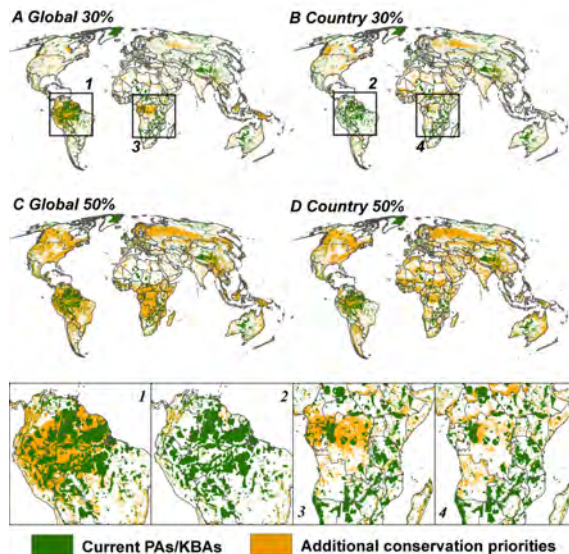 A Global 30%
B Country 30%
1
2
3
4
C Global 50%
D Country 50%
1
2
3
4
Current PAs/KBAs
Additional conservation priorities